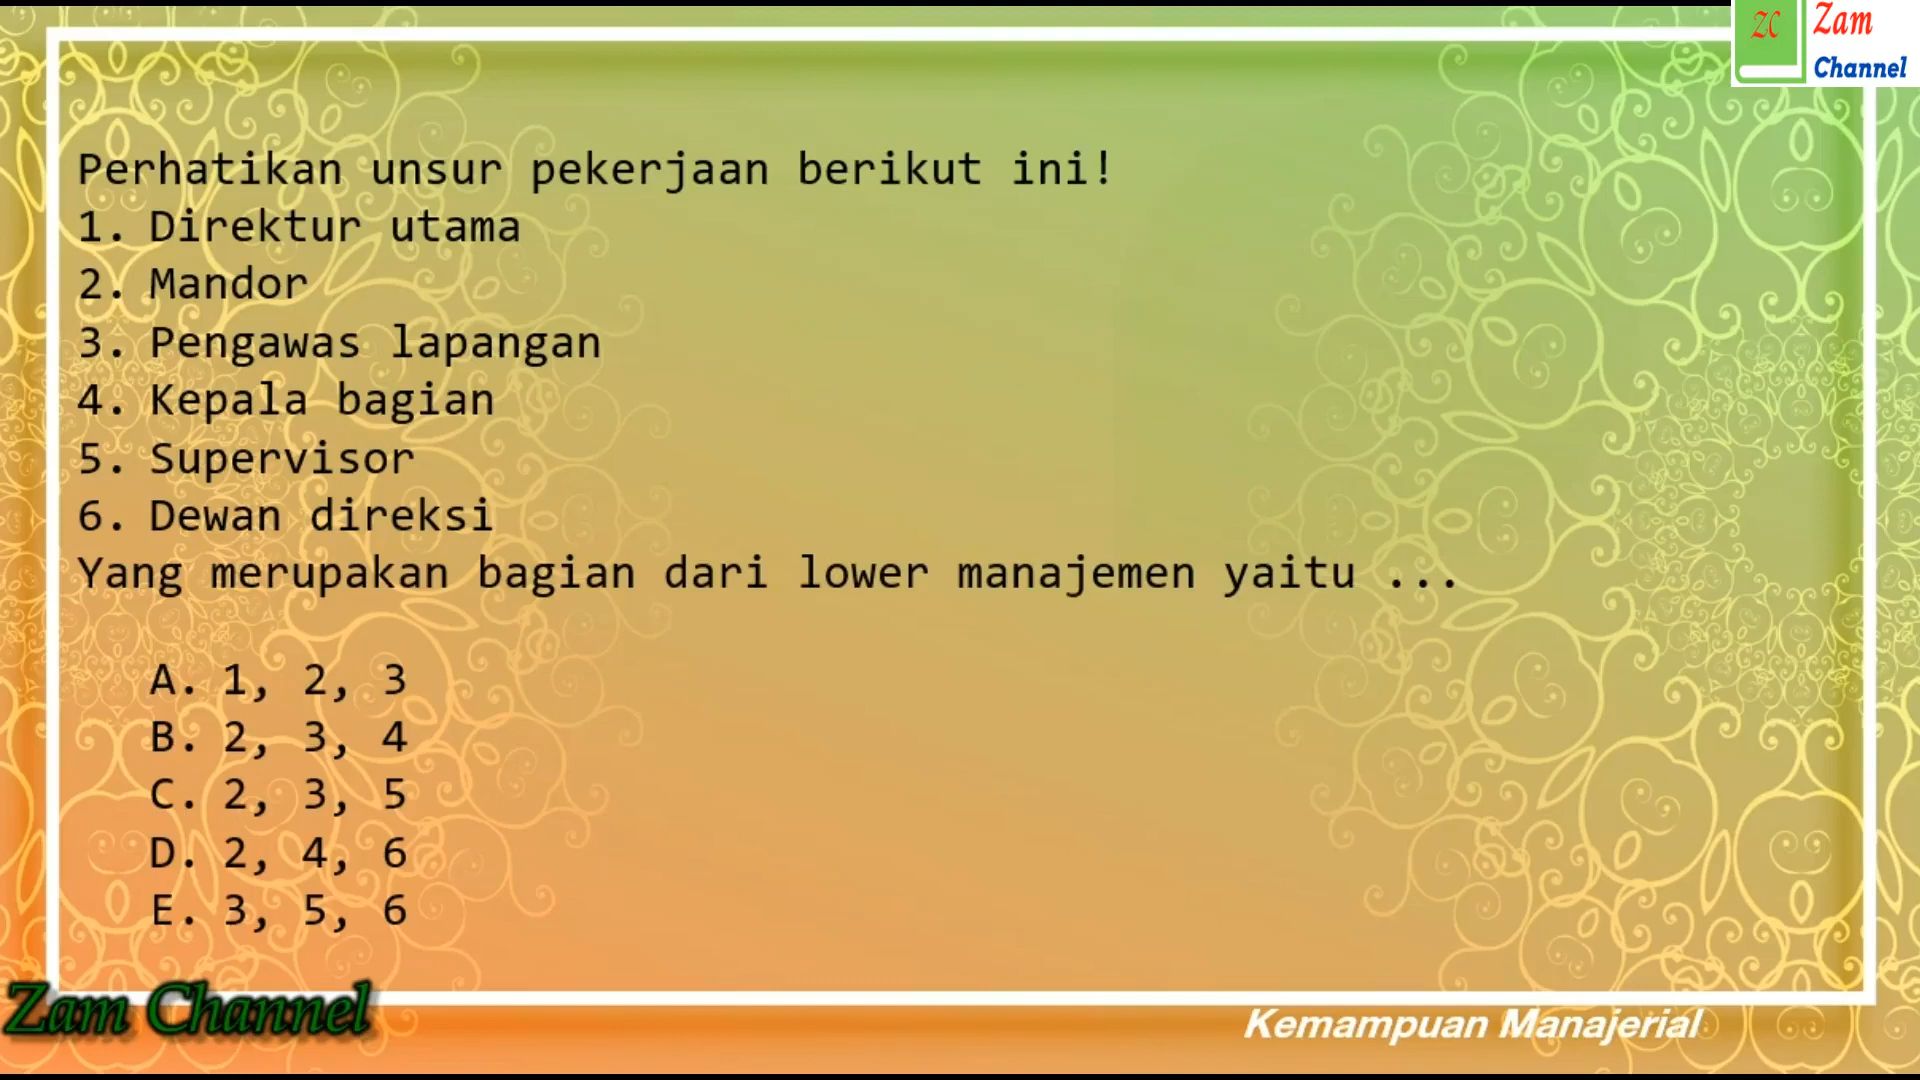 ZC
Zam
Channel
Perhatikan unsur pekerjaan berikut ini!
1. Direktur utama
2. Mandor
3. Pengawas lapangan
4. Kepala bagian
5. Supervisor
6. Dewan direksi
Yang merupakan bagian dari lower manajemen yaitu ...
A. 1, 2, 3
B. 2, 3, 4
C. 2, 3, 5
D. 2, 4, 6
E. 3, 5, 6
Zam Channel
Kemampuan Manajerial